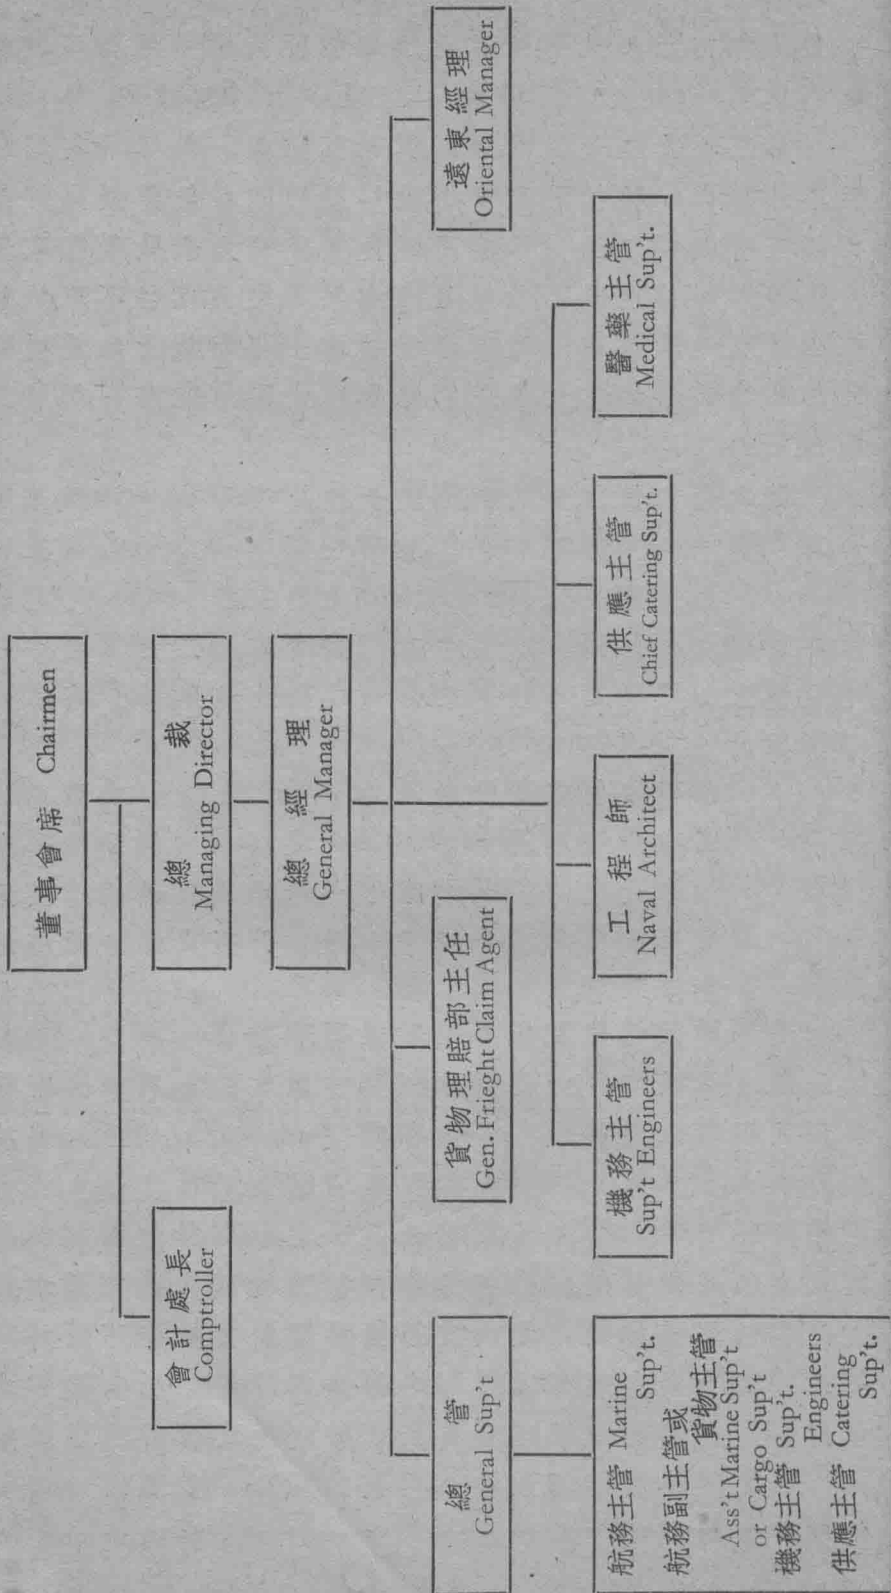 董事會席 Chairmen
會計處長
Comptroller
總裁
Managing Director
總經理
General Manager
總管
General Sup't
貨物理賠部主任
Gen. Frieght Claim Agent
遠東經理
Oriental Manager
航務主管 Marine
Sup't.
航務副主管或
貨物主管
Ass't Marine Sup't
or Cargo Sup't
機務主管 Sup't.
Engineers
供應主管 Catering
Sup't.
機務主管
Sup't Engineers
工程師
Naval Architect
供應主管
Chief Catering Sup't.
醫藥主管
Medical Sup't.